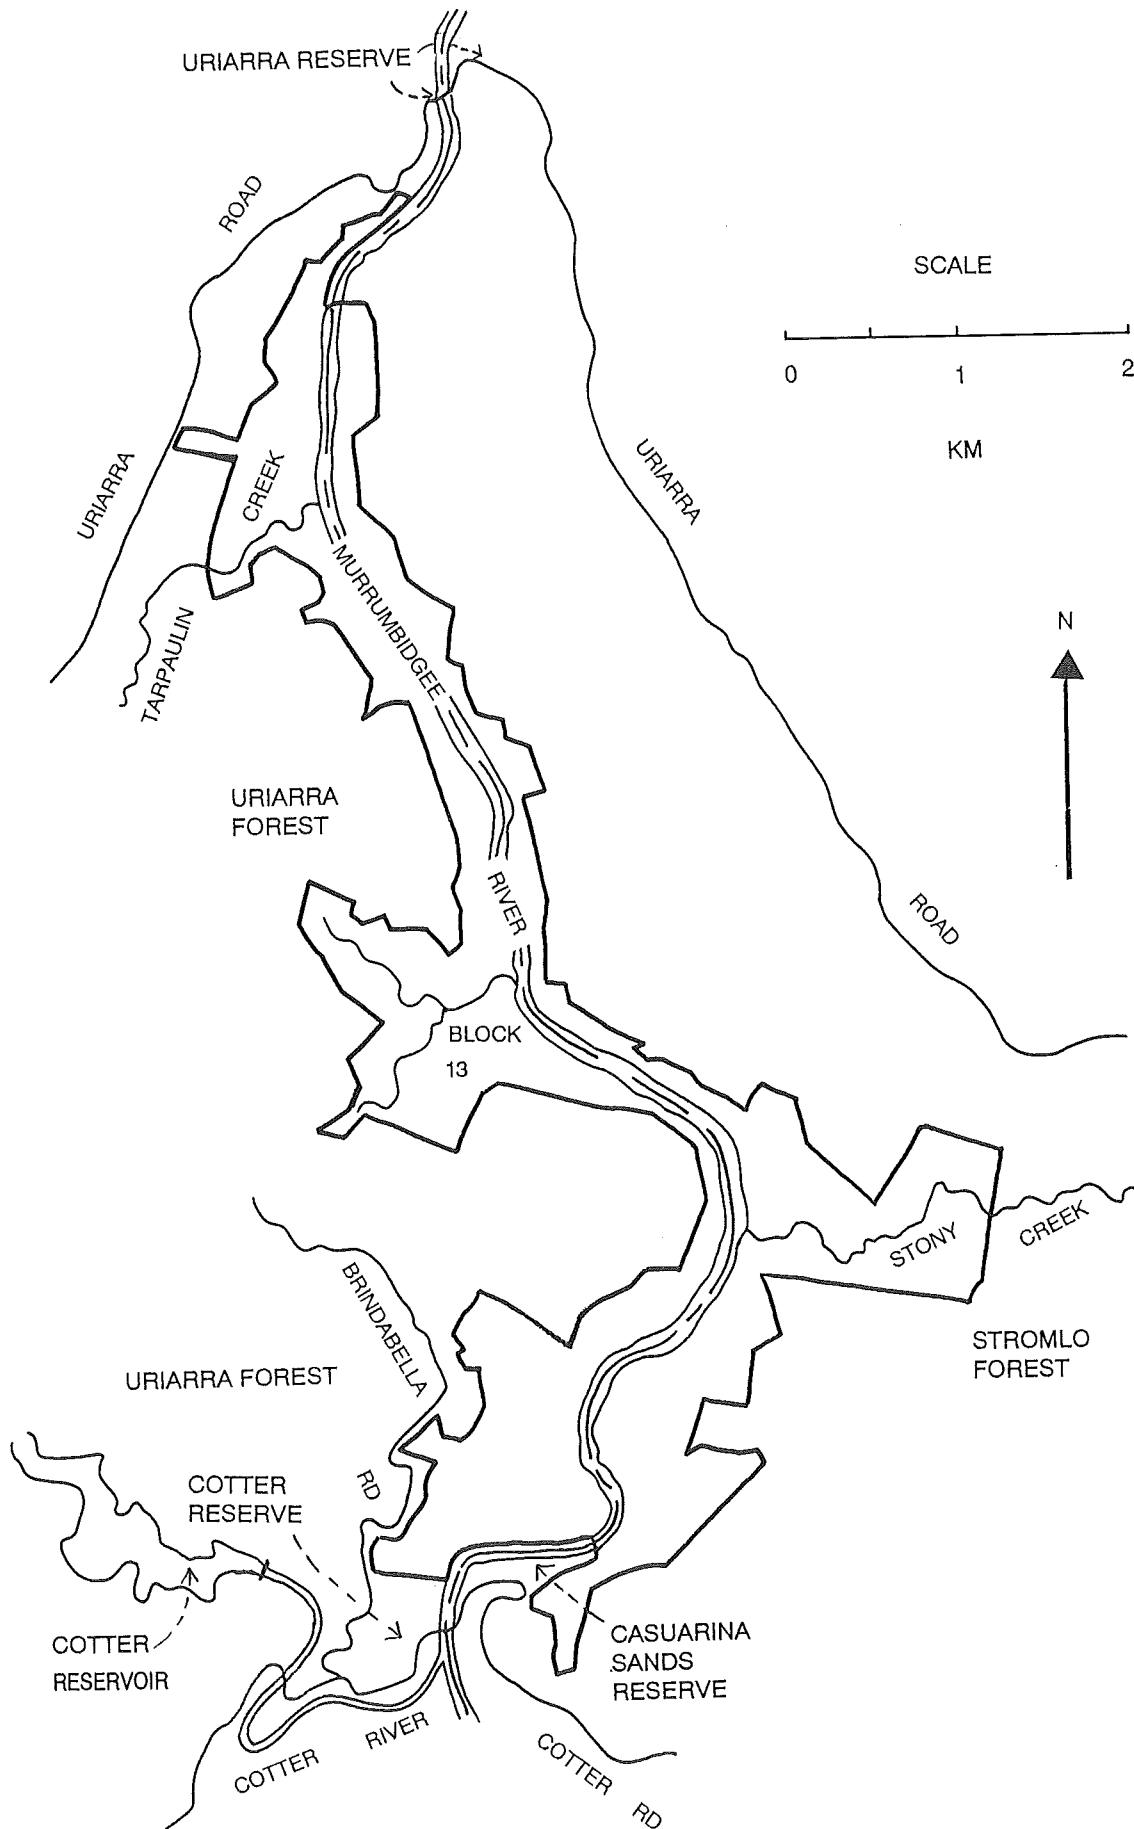 URIARRA RESERVE
ROAD
SCALE
0 1 2
KM
URIARRA
CREEK
URIARRA
MURRUMBIDGEE
N
TARPAULIN
URIARRA
FOREST
RIVER
ROAD
BLOCK
13
STONY
CREEK
BRINDABELLA
STROMLO
FOREST
URIARRA FOREST
RD
COTTER
RESERVE
COTTER
RESERVOIR
CASUARINA
SANDS
RESERVE
RIVER
COTTER
COTTER
RD